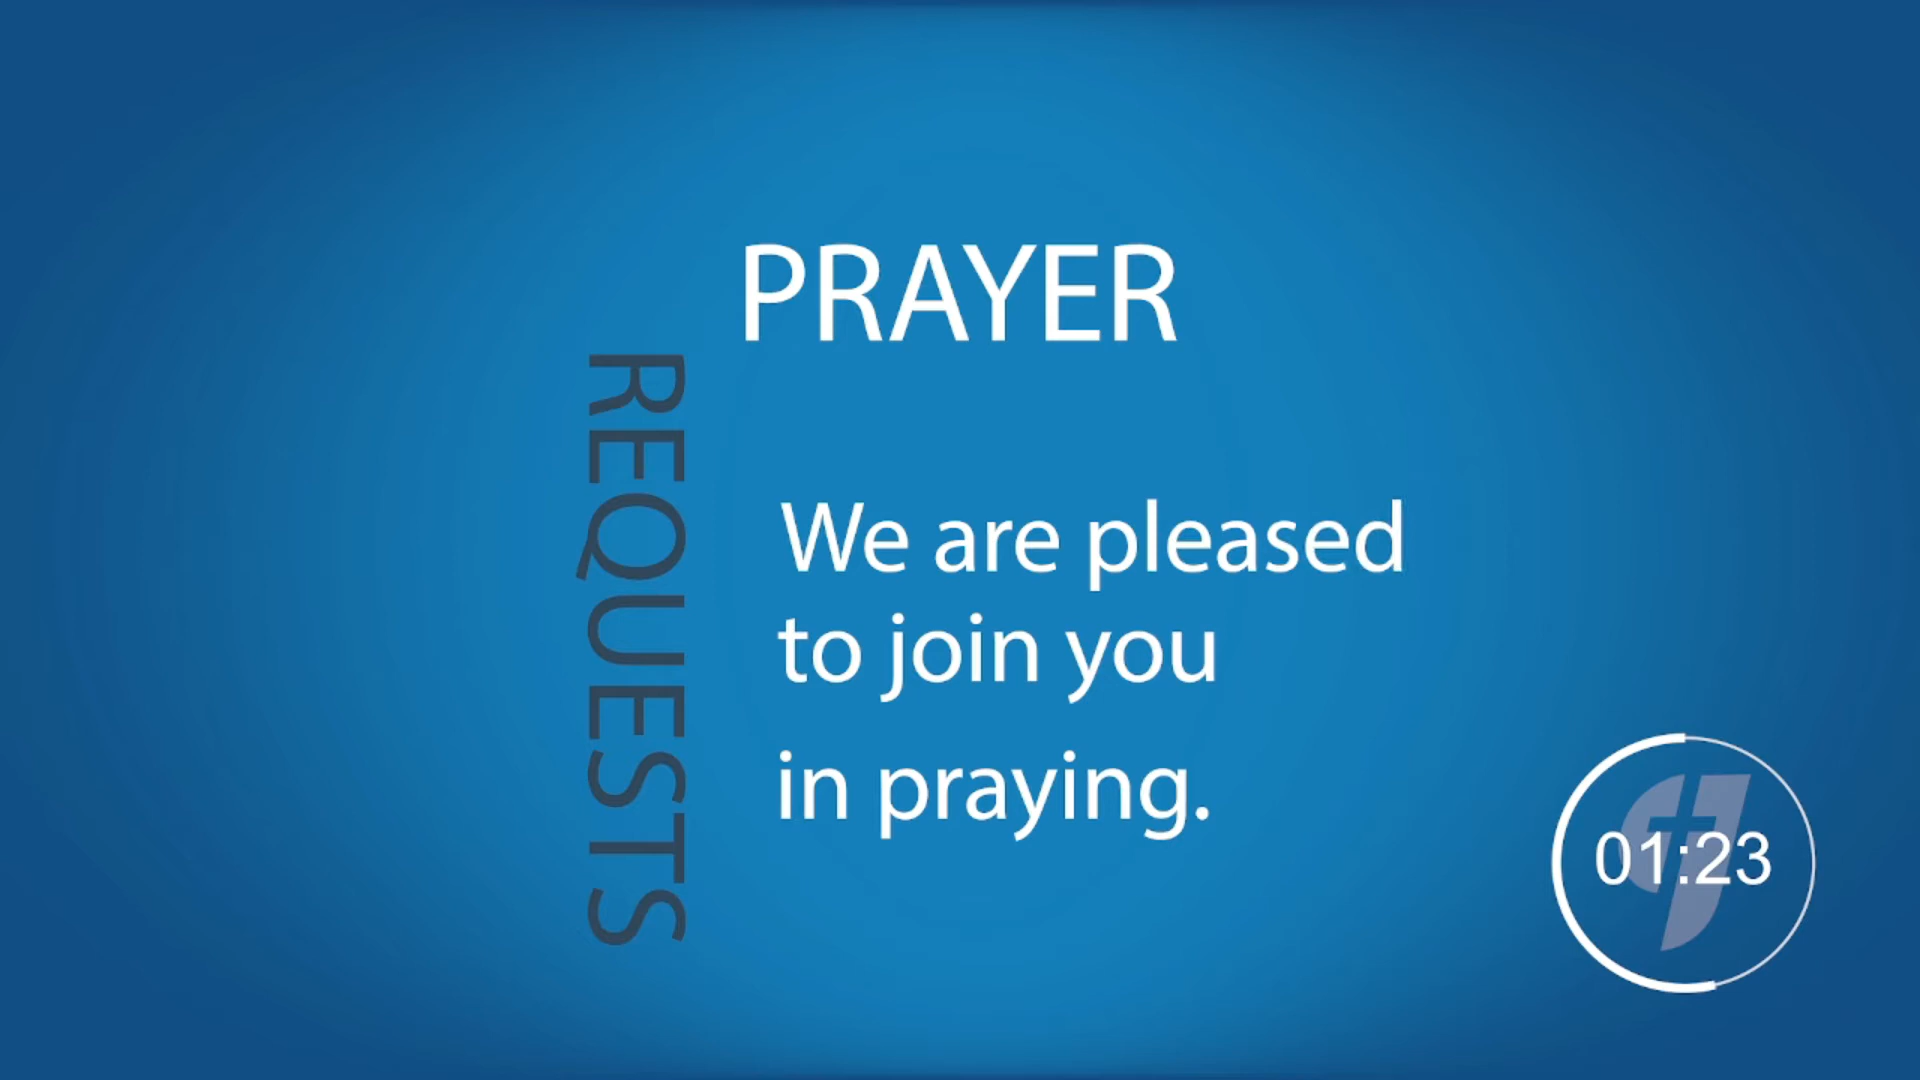 PRAYER
REQUESTS
We are pleased
to join you
in praying.
01:23